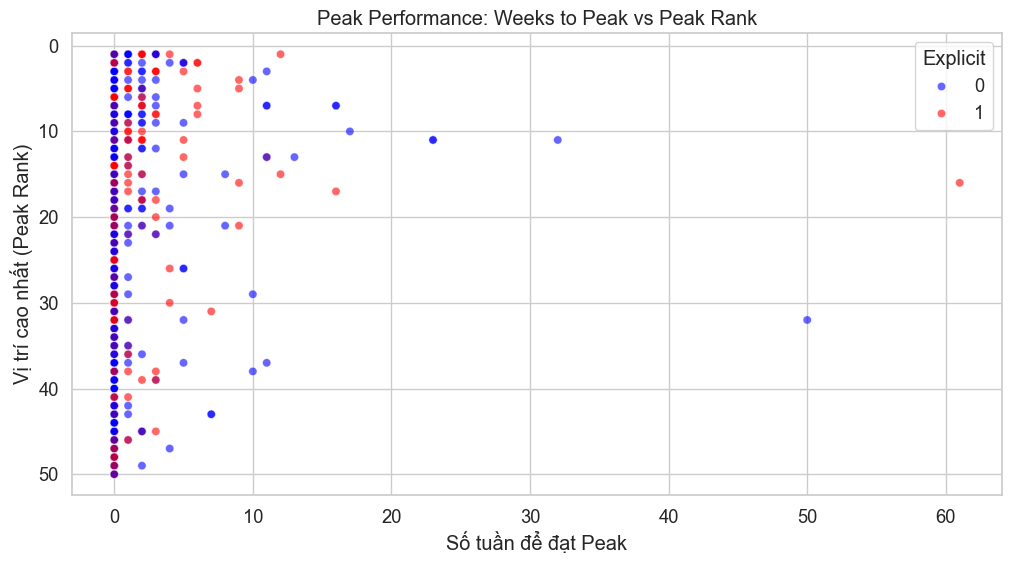 Peak Performance: Weeks to Peak vs Peak Rank
Explicit
0
1
Vị trí cao nhất (Peak Rank)
0
10
20
30
40
50
0 10 20 30 40 50 60
Số tuần để đạt Peak